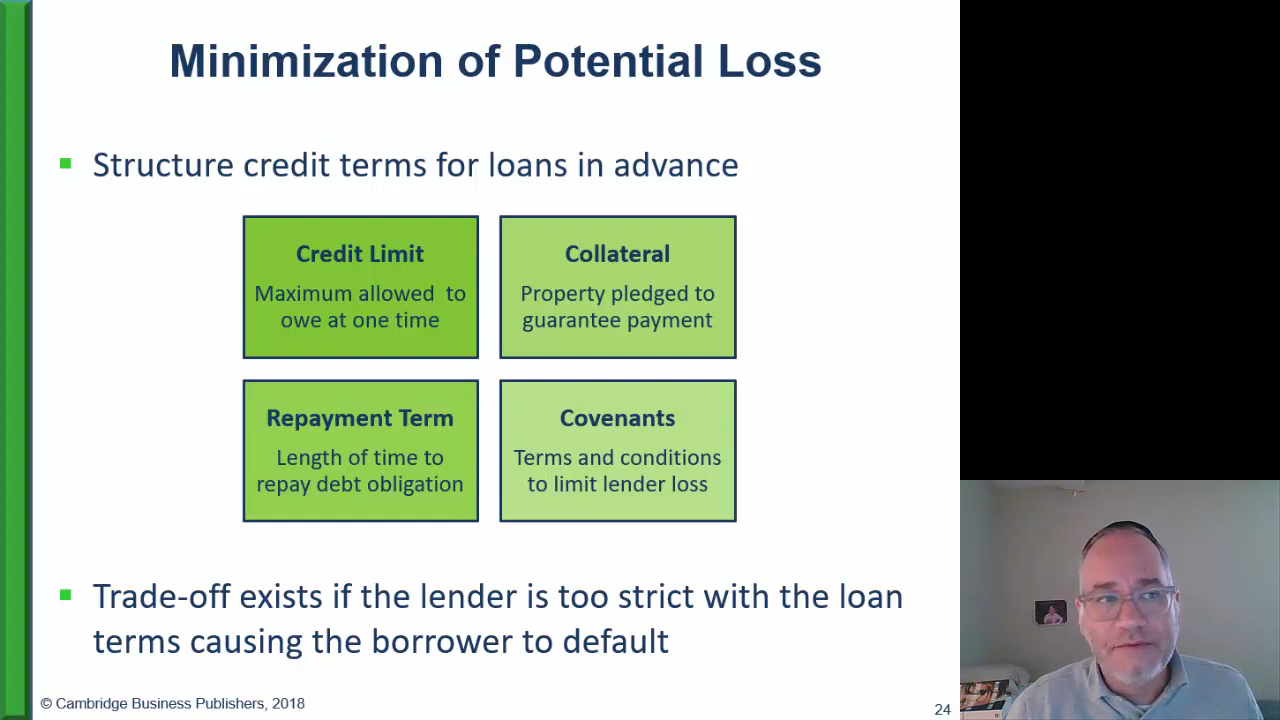 Minimization of Potential Loss
Structure credit terms for loans in advance
Credit Limit
Maximum allowed to
owe at one time
Collateral
Property pledged to
guarantee payment
Repayment Term
Length of time to
repay debt obligation
Covenants
Terms and conditions
to limit lender loss
Trade-off exists if the lender is too strict with the loan
terms causing the borrower to default
© Cambridge Business Publishers, 2018
24